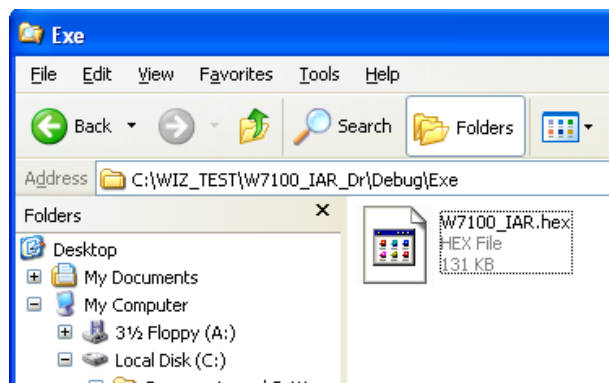 Exe
File Edit View Favorites Tools Help
Back Search Folders
Address C:\WIZ_TEST\W7100_IAR_Dr\Debug\Exe
Folders x
Desktop
My Documents
My Computer
3½ Floppy (A:)
Local Disk (C:)
W7100_IAR.hex
HEX File
131 KB